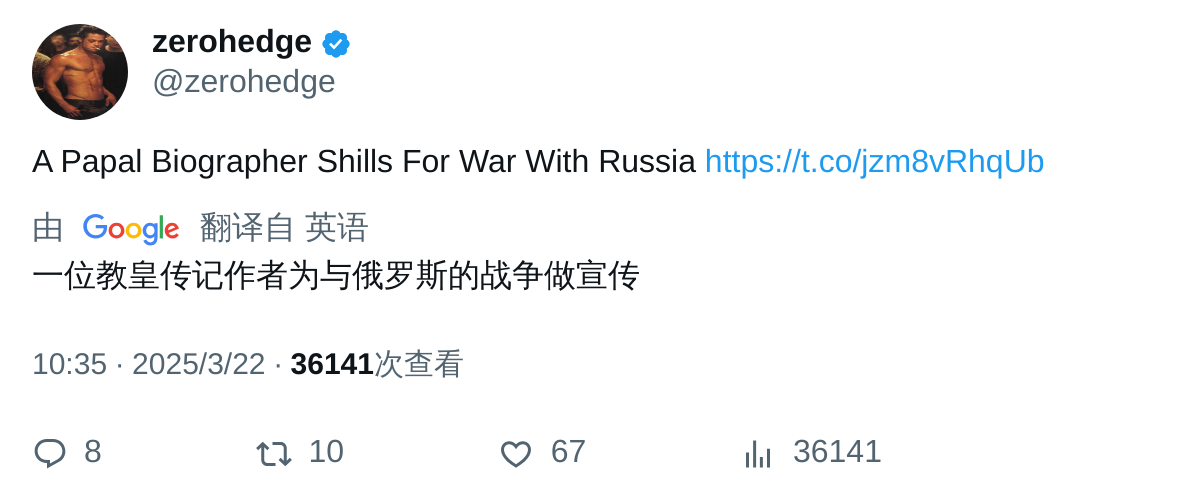 zerohedge
@zerohedge
A Papal Biographer Shills For War With Russia https://t.co/jzm8vRhqUb
由 Google 翻译自 英语
一位教皇传记作者为与俄罗斯的战争做宣传
10:35 · 2025/3/22 · 36141次查看
8 10 67 36141